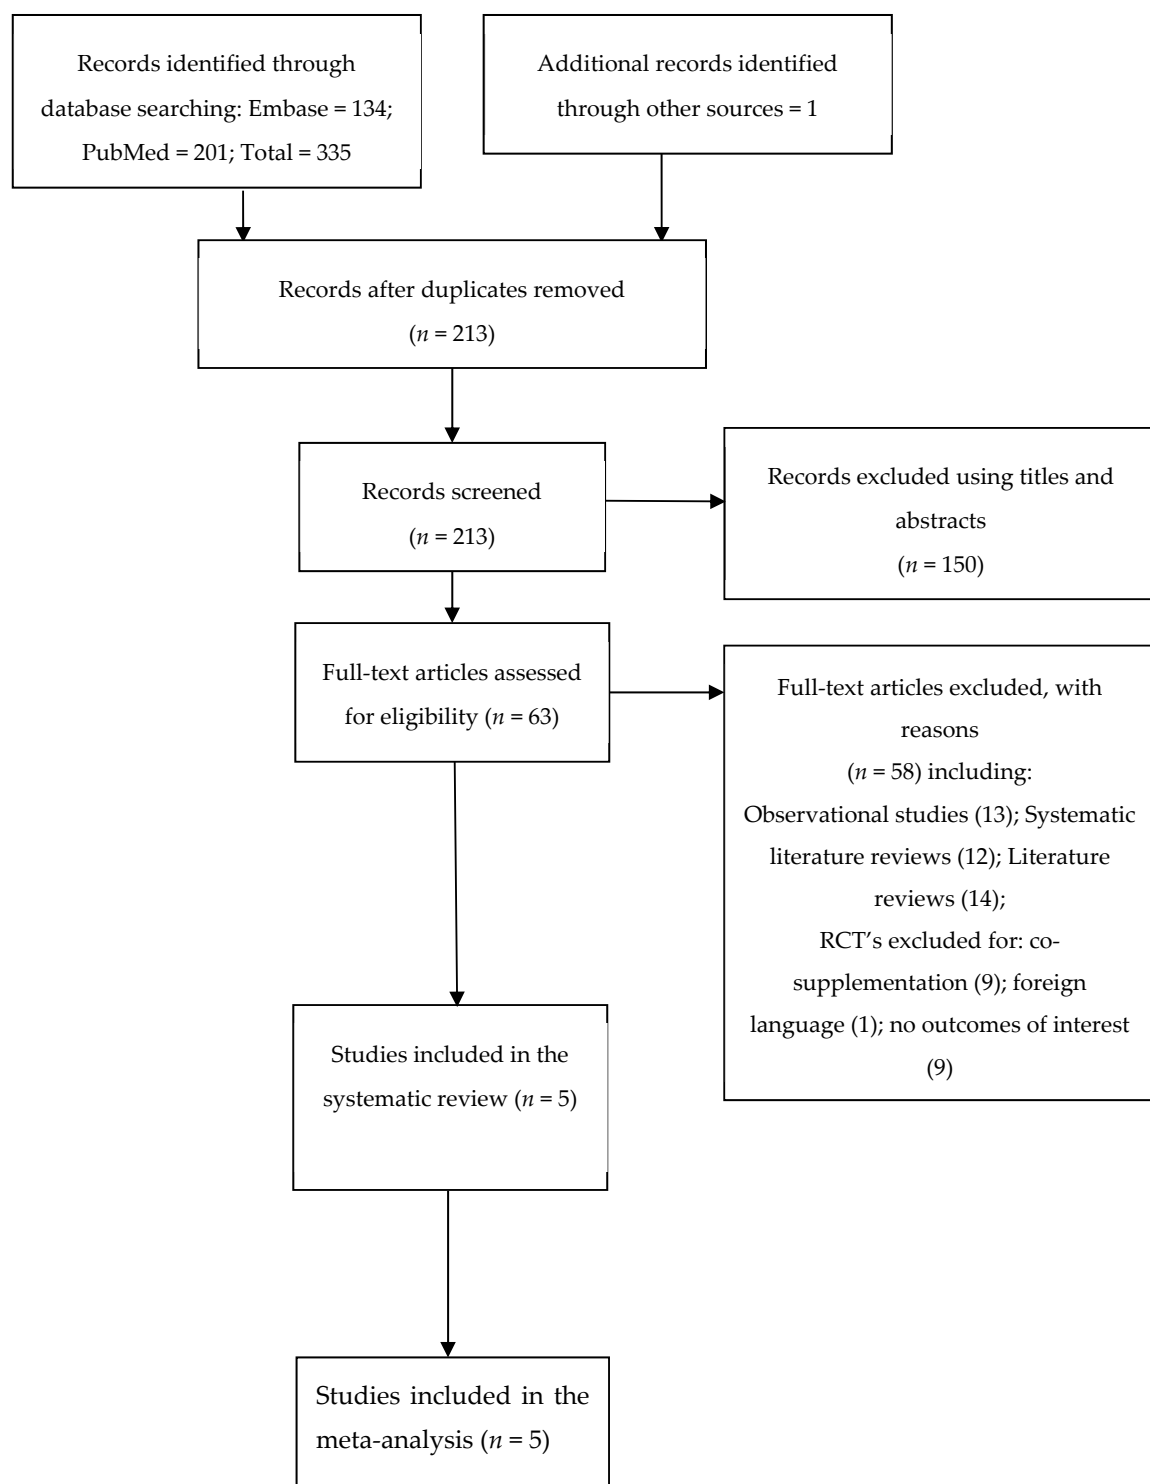 Records identified through
database searching: Embase = 134;
PubMed = 201; Total = 335
Additional records identified
through other sources = 1
Records after duplicates removed
(n = 213)
Records screened
(n = 213)
Records excluded using titles and
abstracts
(n = 150)
Full-text articles assessed
for eligibility (n = 63)
Full-text articles excluded, with
reasons
(n = 58) including:
Observational studies (13); Systematic
literature reviews (12); Literature
reviews (14);
RCT’s excluded for: co-
supplementation (9); foreign
language (1); no outcomes of interest
(9)
Studies included in the
systematic review (n = 5)
Studies included in the
meta-analysis (n = 5)